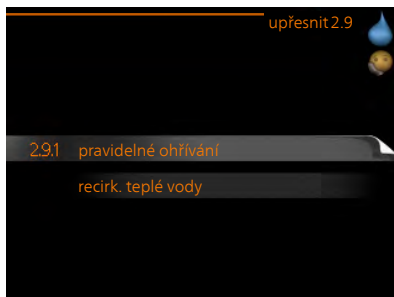 upřesnit 2.9
2.9.1 pravidelné ohřívání
recirk. teplé vody